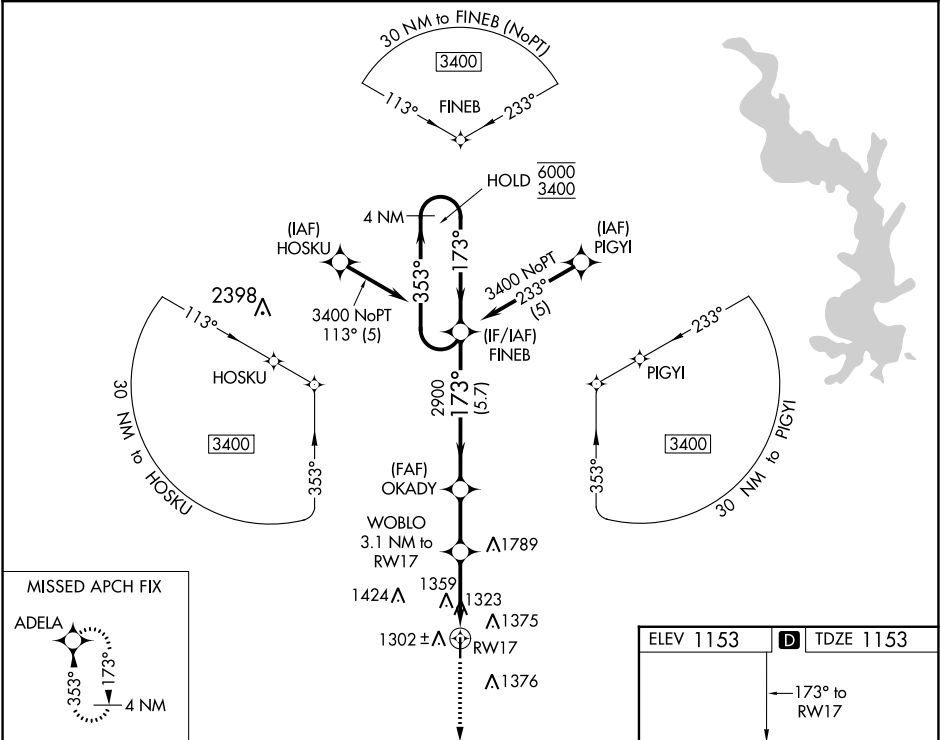 30 NM to FINEB (NoPT)
3400
113°
FINEB
233°
HOLD 6000
3400
4 NM
(IAF)
HOSKU
(IAF)
PIGYI
353°
173°
3400 NoPT
233°
(5)
3400 NoPT
113° (5)
2398
(IF/IAF)
FINEB
113°
HOSKU
30 NM to HOSKU
3400
353°
2900
173°
(5.7)
233°
PIGYI
30 NM to PIGYI
3400
353°
(FAF)
OKADY
WOBLO
3.1 NM to
RW17
1789
1424
1359
1323
1375
1302 ±
RW17
1376
MISSED APCH FIX
ADELA
353°
173°
4 NM
ELEV 1153 D TDZE 1153
173° to
RW17